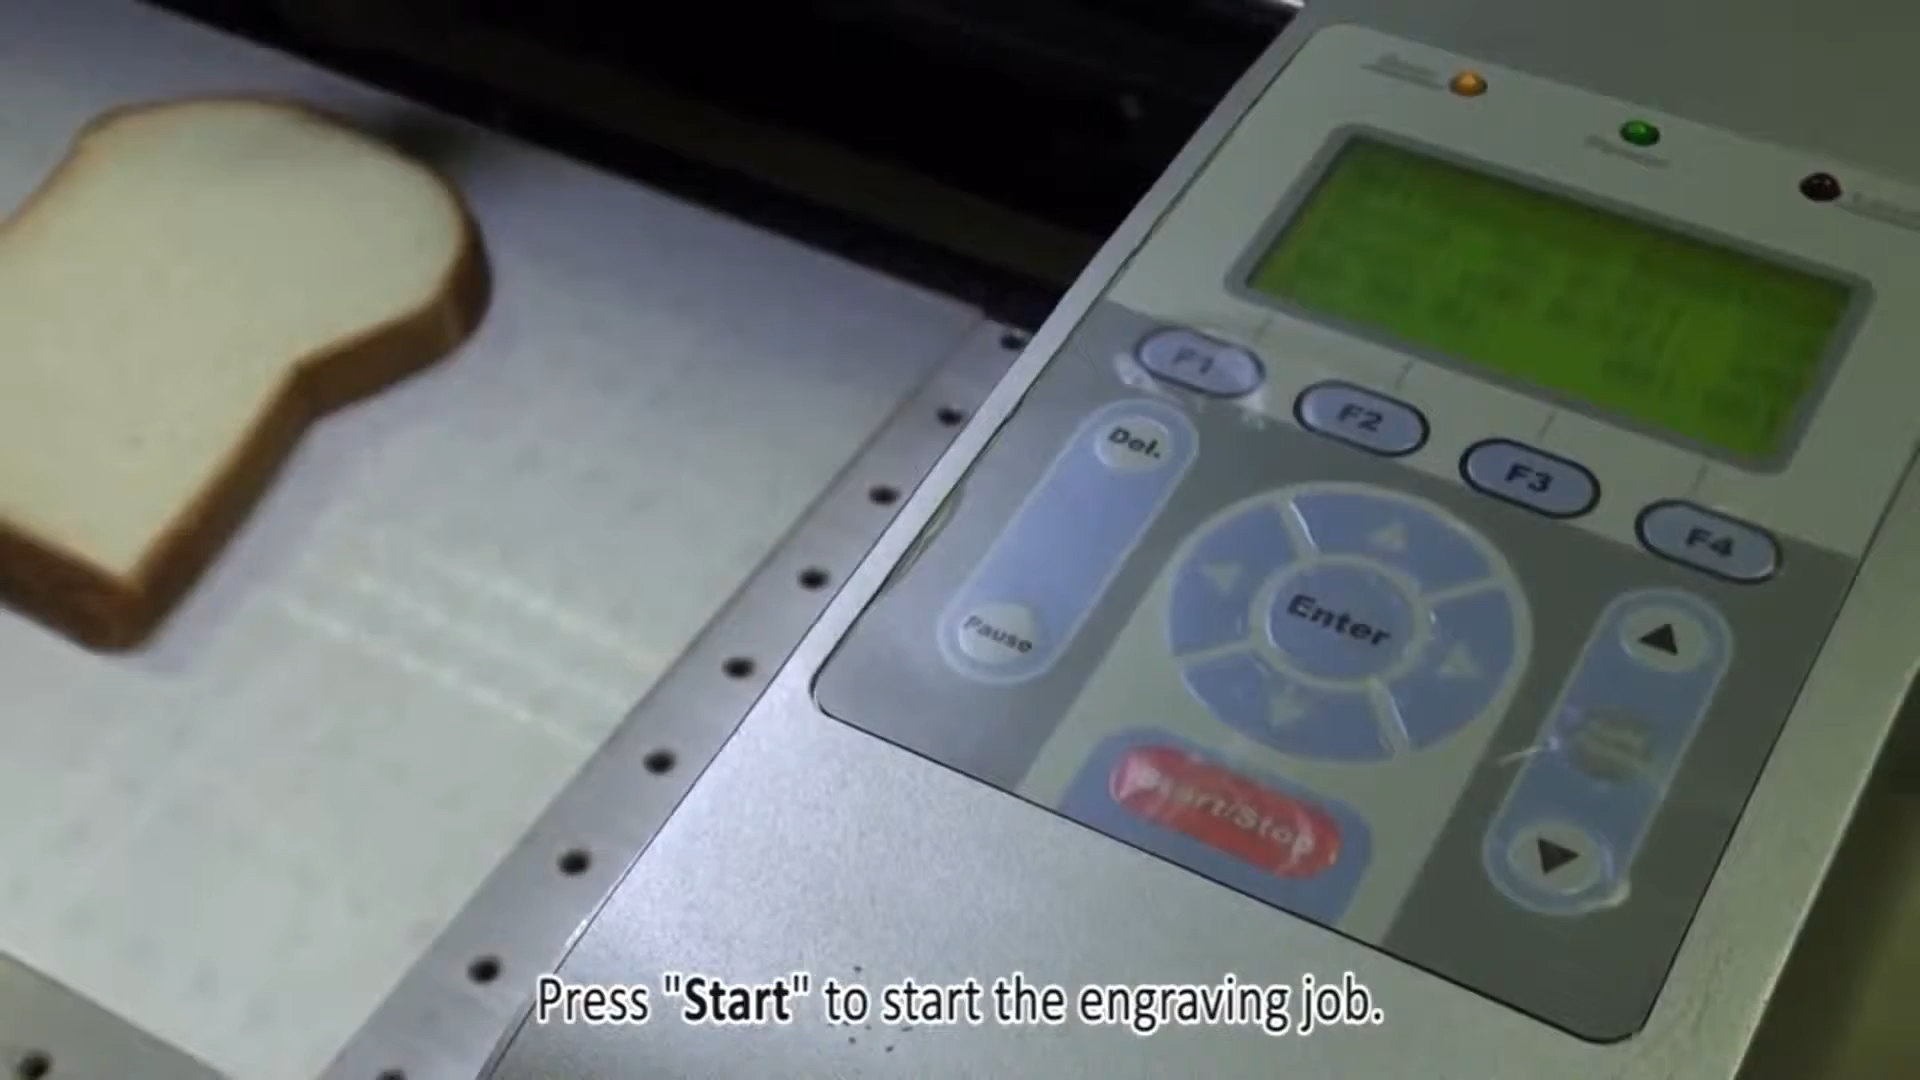 F1
F2
F3
F4
Del.
Pause
Enter
Start/Stop
Press "Start" to start the engraving job.